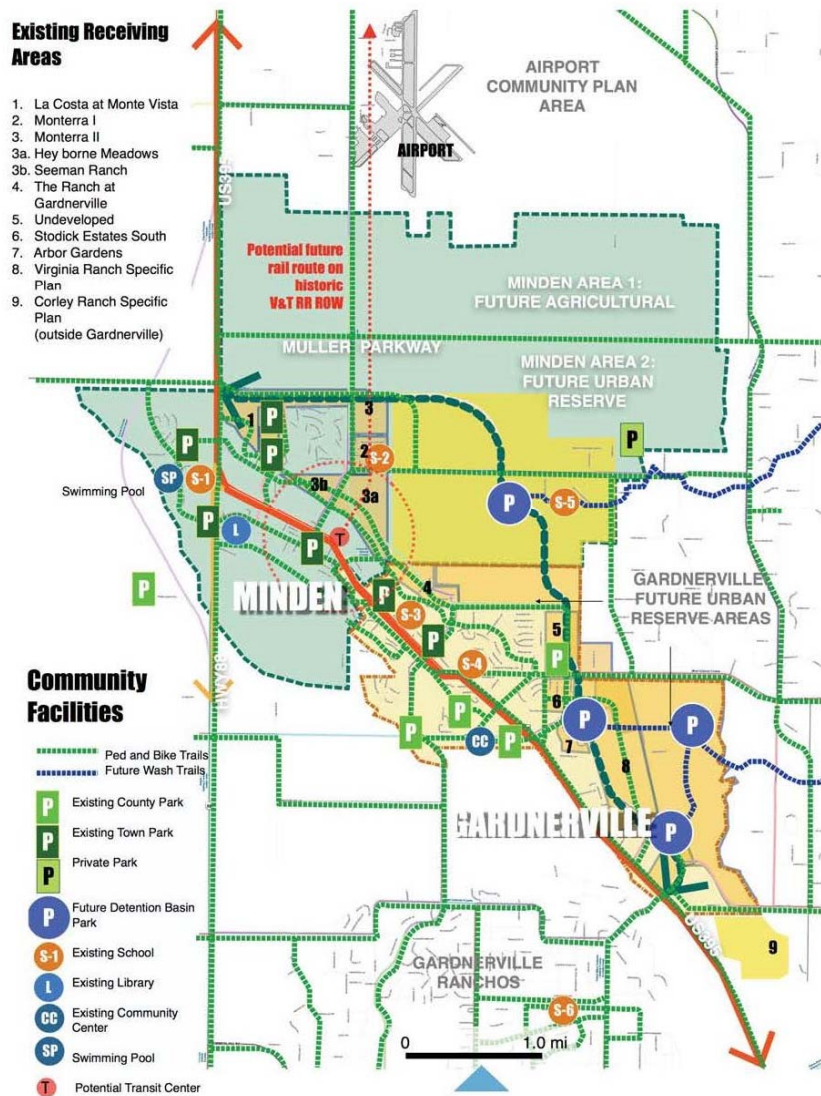 Existing Receiving
Areas
1. La Costa at Monte Vista
2. Monterra I
3. Monterra II
3a. Hey borne Meadows
3b. Seeman Ranch
4. The Ranch at
Gardnerville
5. Undeveloped
6. Stodick Estates South
7. Arbor Gardens
8. Virginia Ranch Specific
Plan
9. Corley Ranch Specific
Plan
(outside Gardnerville)
AIRPORT
COMMUNITY PLAN
AREA
AIRPORT
US395
Potential future
rail route on
historic
V&T RR ROW
MINDEN AREA 1:
FUTURE AGRICULTURAL
MULLER PARKWAY
MINDEN AREA 2:
FUTURE URBAN
RESERVE
1
P
3
P
P
P
2
S-2
SP
S-1
3b
3a
Swimming Pool
P
S-5
P
L
P
T
P
MINDEN
4
GARDNERVILLE
FUTURE URBAN
RESERVE AREAS
P
S-3
5
P
P
S-4
HWY88
6
P
P
CC
P
7
P
P
8
GARDNERVILLE
P
US395
9
GARDNERVILLE
RANCHOS
S-6
0
1.0 mi
Community
Facilities
Ped and Bike Trails
Future Wash Trails
P Existing County Park
P Existing Town Park
P Private Park
P Future Detention Basin
Park
S-1 Existing School
L Existing Library
CC Existing Community
Center
SP Swimming Pool
T Potential Transit Center